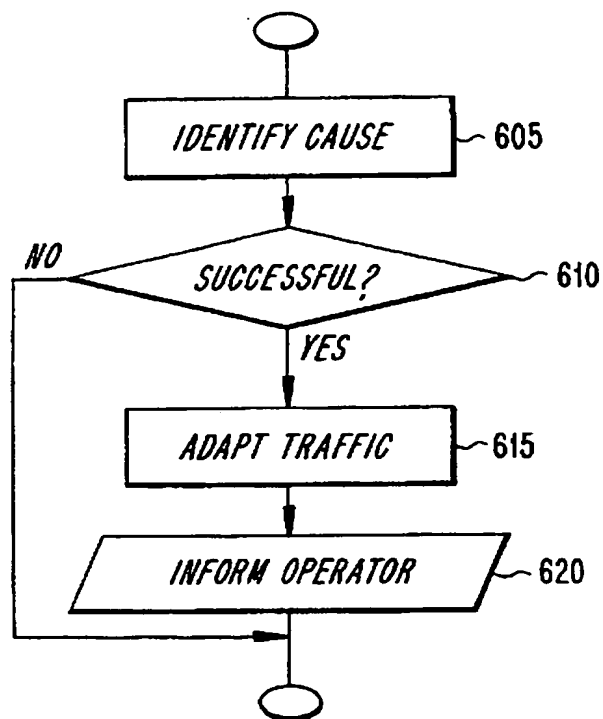 IDENTIFY CAUSE 605
NO
SUCCESSFUL? 610
YES
ADAPT TRAFFIC 615
INFORM OPERATOR 620